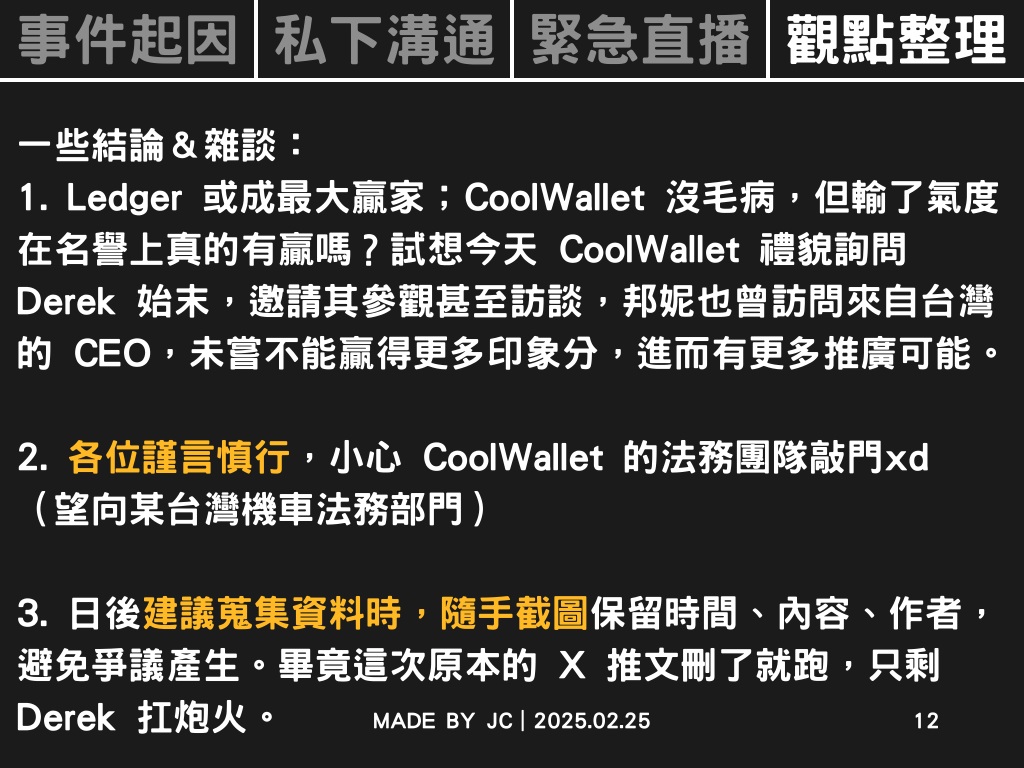 事件起因 私下溝通 緊急直播 觀點整理
一些結論＆雜談：
1. Ledger 或成最大贏家；CoolWallet 沒毛病，但輸了氣度
在名譽上真的有贏嗎？試想今天 CoolWallet 禮貌詢問
Derek 始末，邀請其參觀甚至訪談，邦妮也曾訪問來自台灣
的 CEO，未嘗不能贏得更多印象分，進而有更多推廣可能。
2. 各位謹言慎行，小心 CoolWallet 的法務團隊敲門xd
（望向某台灣機車法務部門）
3. 日後建議蒐集資料時，隨手截圖保留時間、內容、作者，
避免爭議產生。畢竟這次原本的 X 推文刪了就跑，只剩
Derek 扛炮火。
MADE BY JC | 2025.02.25
12